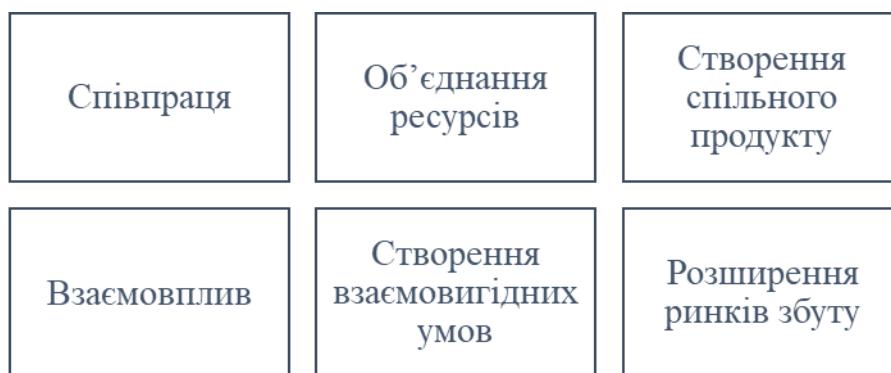 Співпраця
Об’єднання
ресурсів
Створення
спільного
продукту
Взаємовплив
Створення
взаємовигідних
умов
Розширення
ринків збуту